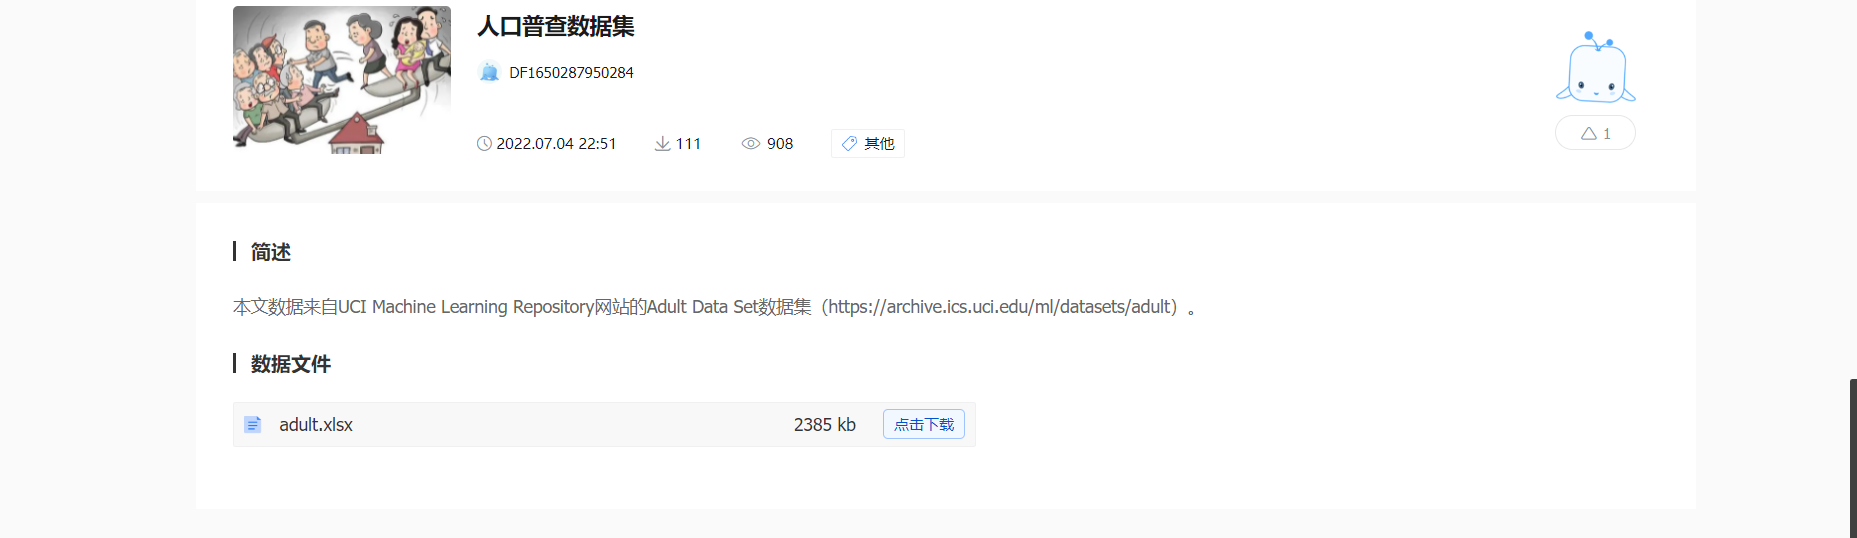 人口普查数据集
DF1650287950284
2022.07.04 22:51 111 908 其他
1
简述
本文数据来自UCI Machine Learning Repository网站的Adult Data Set数据集（https://archive.ics.uci.edu/ml/datasets/adult）。
数据文件
adult.xlsx 2385 kb 点击下载